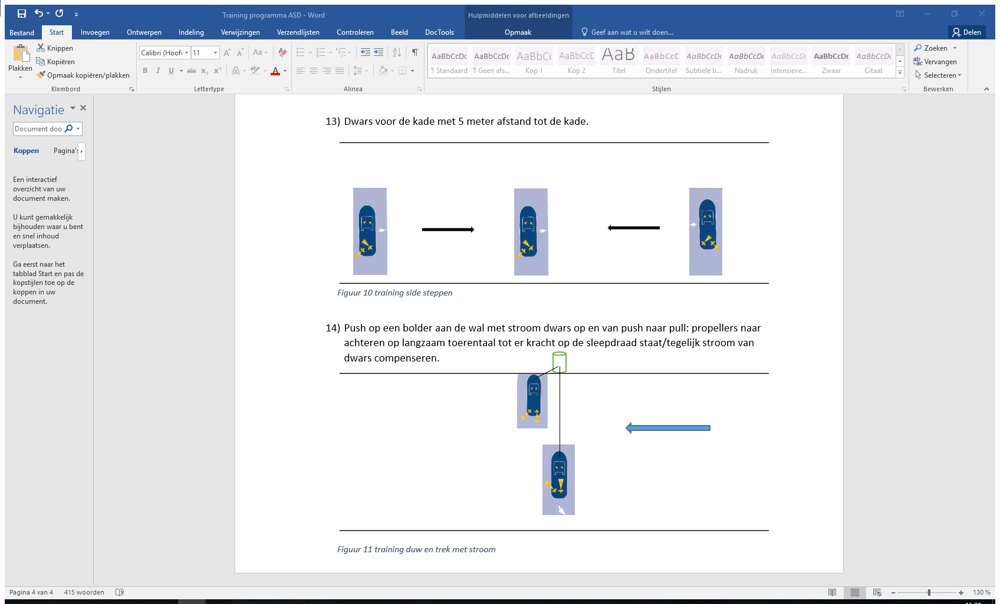 Training programma ASD - Word
Hulpmiddelen voor afbeeldingen
Bestand Start Invoegen Ontwerpen Indeling Verwijzingen Verzendlijsten Controleren Beeld DocTools Opmaak Geef aan wat u wilt doen... Delen
Plakken
Knippen
Kopiëren
Opmaak kopiëren/plakken
Klembord
Calibri (Hoofd 11
B I U abc x₂ x²
Lettertype
Alinea
AaBbCcDc AaBbCcDc AaBbCc AaBbCcD AaB AaBbCcD AaBbCcDc AaBbCcDc AaBbCcDc AaBbCcDc AaBbCcDc
¶ Standaard ¶ Geen afs... Kop 1 Kop 2 Titel Ondertitel Subtiele b... Nadruk Intensieve... Zwaar Citaat
Stijlen
Zoeken
Vervangen
Selecteren
Bewerken
Navigatie
Document doo
Koppen Pagina's
Een interactief
overzicht van uw
document maken.
U kunt gemakkelijk
bijhouden waar u bent
en snel inhoud
verplaatsen.
Ga eerst naar het
tabblad Start en pas de
kopstijlen toe op de
koppen in uw
document.
13) Dwars voor de kade met 5 meter afstand tot de kade.
Figuur 10 training side steppen
14) Push op een bolder aan de wal met stroom dwars op en van push naar pull: propellers naar
achteren op langzaam toerentaal tot er kracht op de sleepdraad staat/tegelijk stroom van
dwars compenseren.
Figuur 11 training duw en trek met stroom
Pagina 4 van 4 415 woorden
130 %